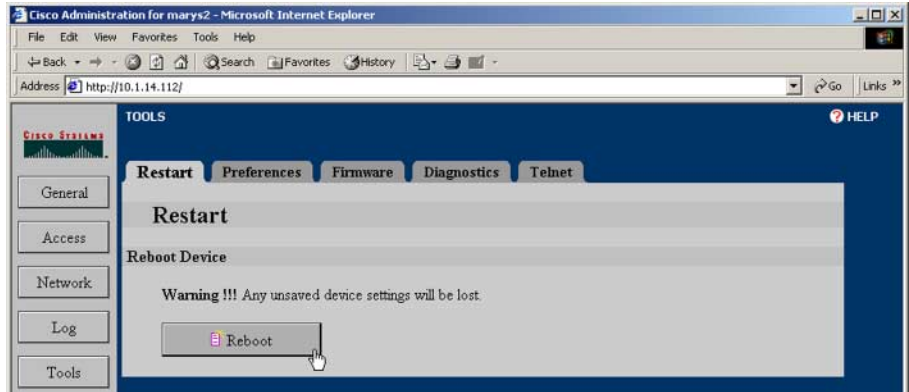 Cisco Administration for marys2 - Microsoft Internet Explorer
File Edit View Favorites Tools Help
Back Search Favorites History
Address http://10.1.14.112/ Go Links »
TOOLS HELP
CISCO SYSTEMS
Restart Preferences Firmware Diagnostics Telnet
General
Restart
Access
Reboot Device
Network
Warning !!! Any unsaved device settings will be lost.
Log
Reboot
Tools